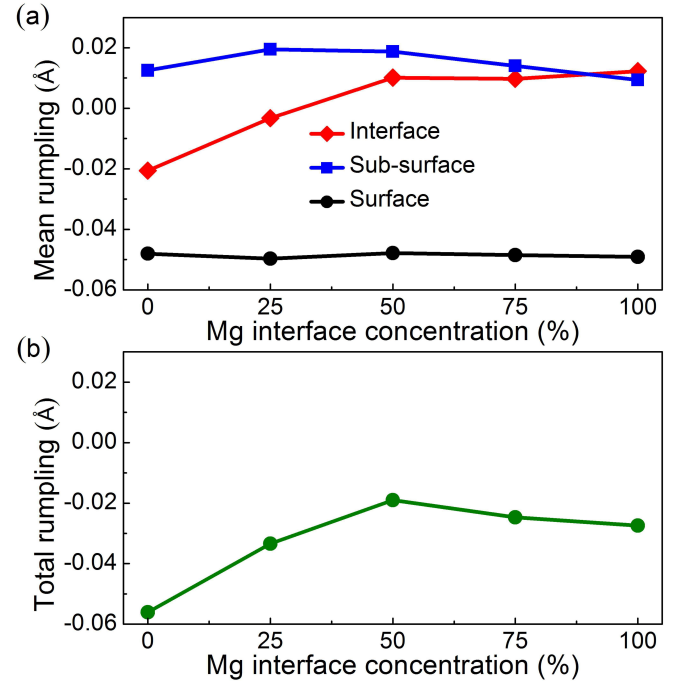 (a)
Mean rumpling (Å)
0.02
0.00
-0.02
-0.04
-0.06
Interface
Sub-surface
Surface
0 25 50 75 100
Mg interface concentration (%)
(b)
Total rumpling (Å)
0.02
0.00
-0.02
-0.04
-0.06
0 25 50 75 100
Mg interface concentration (%)